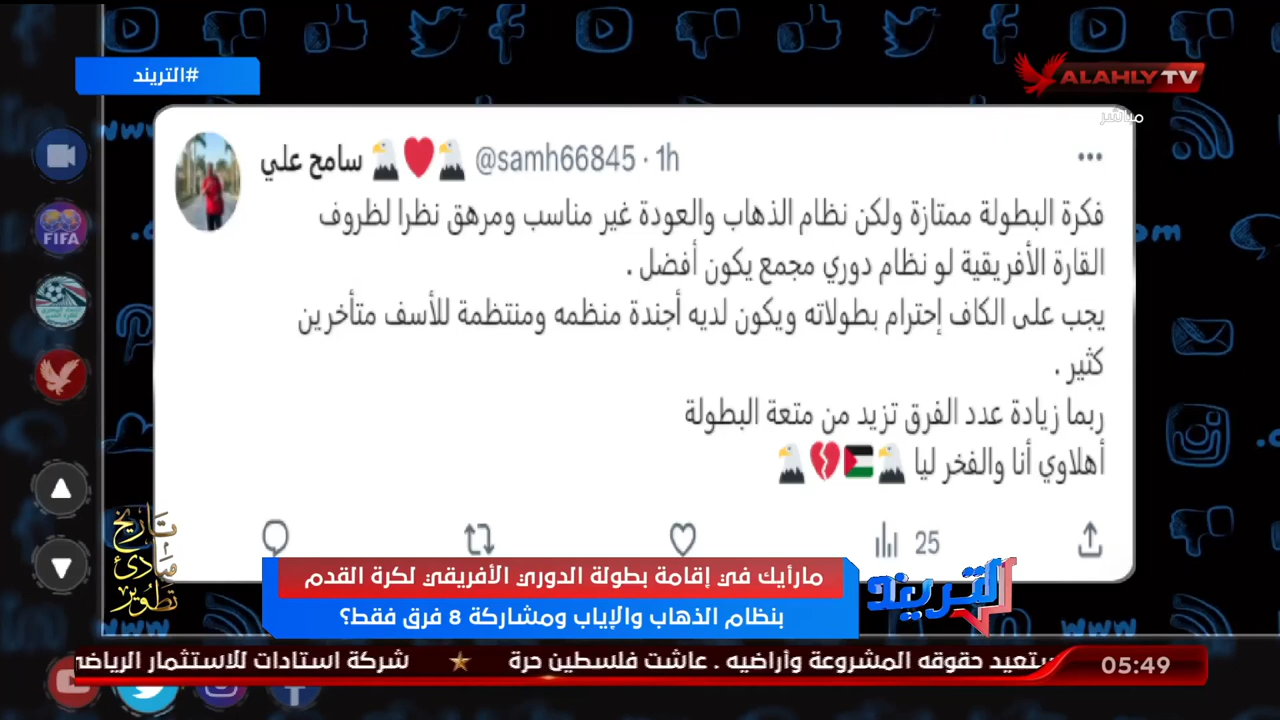 #التريند
ALAHLY TV
مباشر
سامح علي @samh66845 · 1h
فكرة البطولة ممتازة ولكن نظام الذهاب والعودة غير مناسب ومرهق نظرا لظروف
القارة الأفريقية لو نظام دوري مجمع يكون أفضل .
يجب على الكاف إحترام بطولاته ويكون لديه أجندة منظمه ومنتظمة للأسف متأخرين
كثير .
ربما زيادة عدد الفرق تزيد من متعة البطولة
أهلاوي أنا والفخر ليا
25
FIFA
تاريخ
مبادئ
تطوير
مارأيك في إقامة بطولة الدوري الأفريقي لكرة القدم
بنظام الذهاب والإياب ومشاركة 8 فرق فقط؟
التريند
ستعيد حقوقه المشروعة وأراضيه . عاشت فلسطين حرة ★ شركة استادات للاستثمار الرياض
05:49